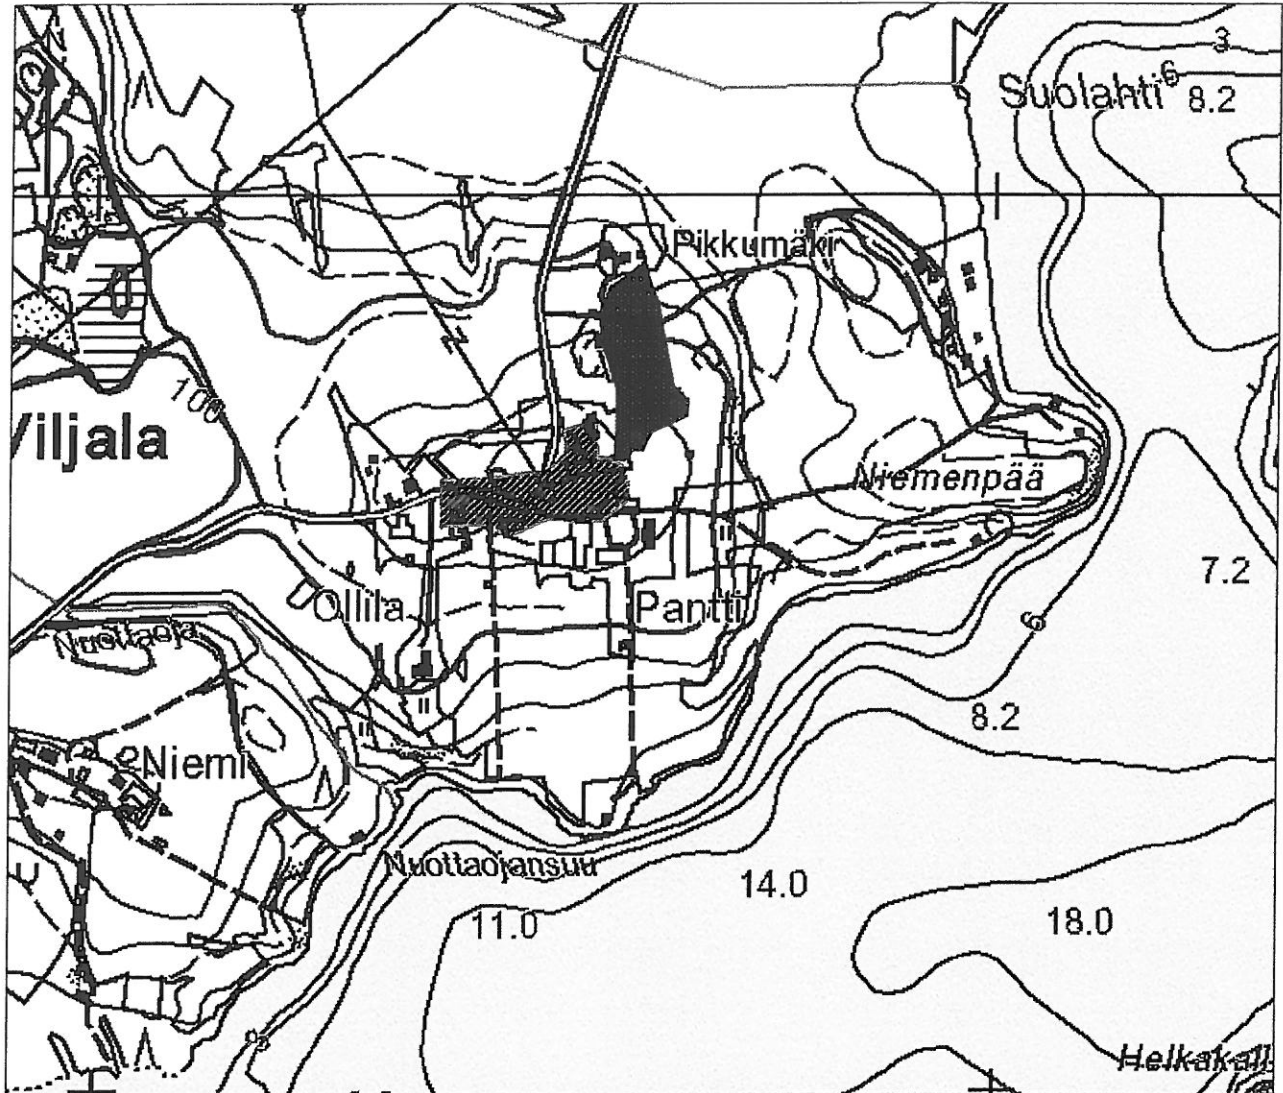 3
Suolahti
6
8.2
Pikkumäki
100
Viljala
Niemenpää
7.2
Ollila
Pantti
Nuottaoja
6
8.2
Niemi
Nuottaojansuu
14.0
11.0
18.0
3
Helkakall